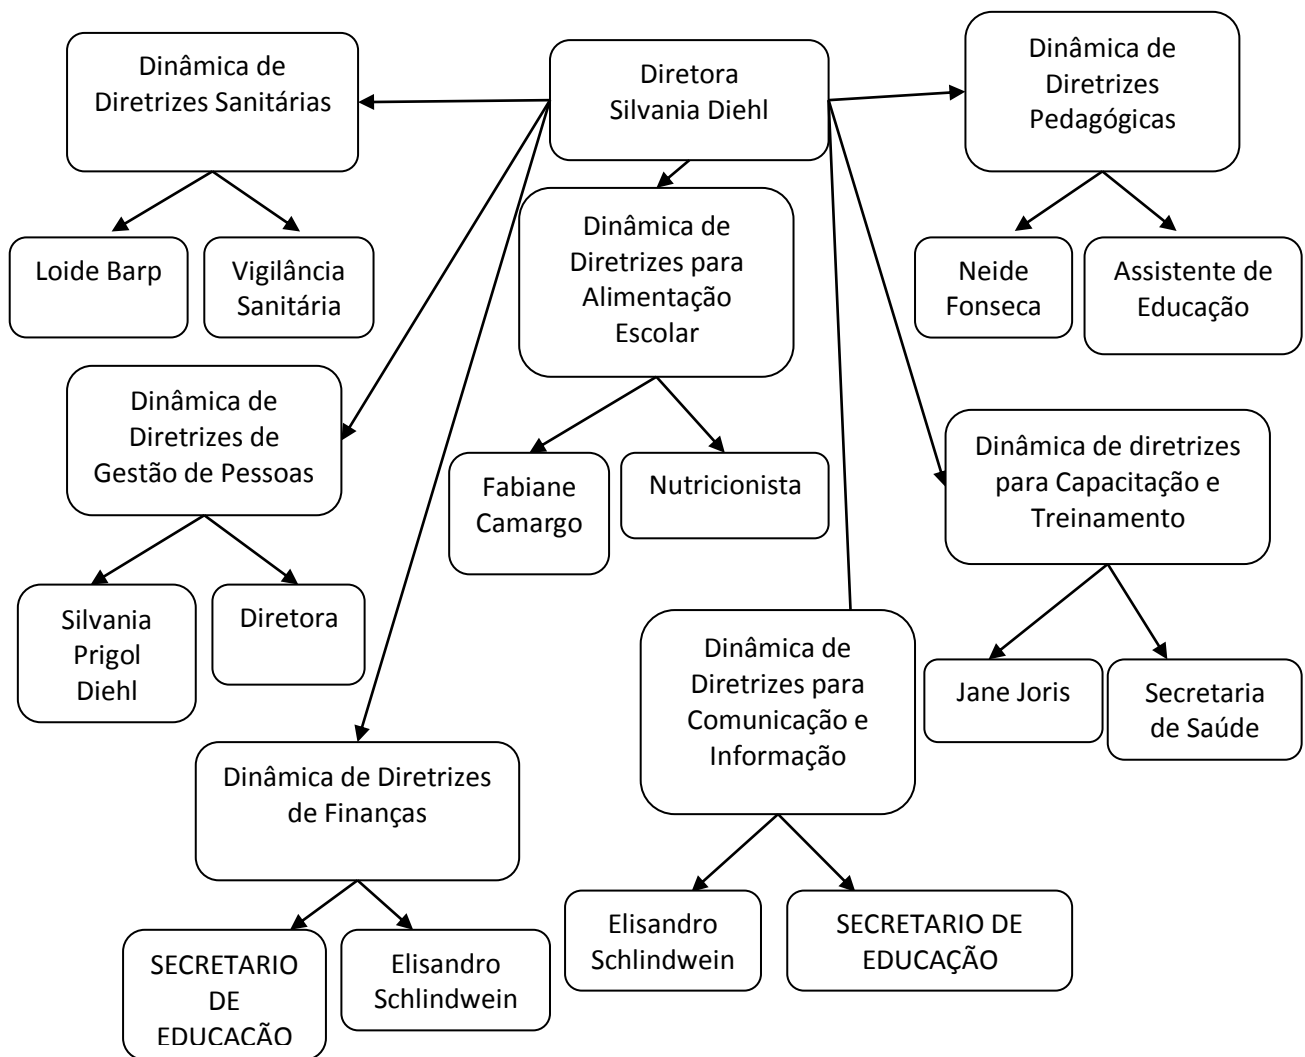 Dinâmica de
Diretrizes Sanitárias
Diretora
Silvania Diehl
Dinâmica de
Diretrizes
Pedagógicas
Loide Barp
Vigilância
Sanitária
Dinâmica de
Diretrizes para
Alimentação
Escolar
Neide
Fonseca
Assistente de
Educação
Dinâmica de
Diretrizes de
Gestão de Pessoas
Fabiane
Camargo
Nutricionista
Dinâmica de diretrizes
para Capacitação e
Treinamento
Silvania
Prigol
Diehl
Diretora
Dinâmica de
Diretrizes para
Comunicação e
Informação
Jane Joris
Secretaria
de Saúde
Dinâmica de Diretrizes
de Finanças
SECRETARIO
DE
EDUCAÇÃO
Elisandro
Schlindwein
Elisandro
Schlindwein
SECRETARIO DE
EDUCAÇÃO